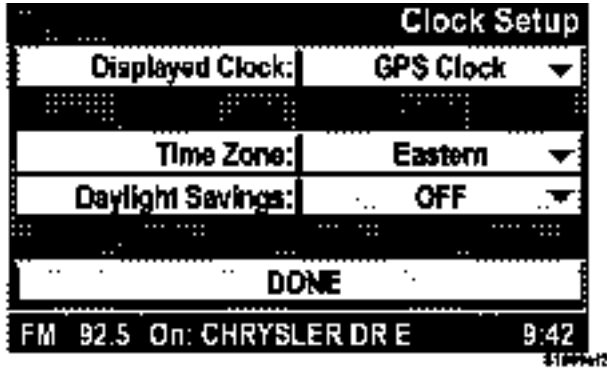 Clock Setup
Displayed Clock: GPS Clock
Time Zone: Eastern
Daylight Savings: OFF
DONE
FM 92.5 On: CHRYSLER DR E 9:42